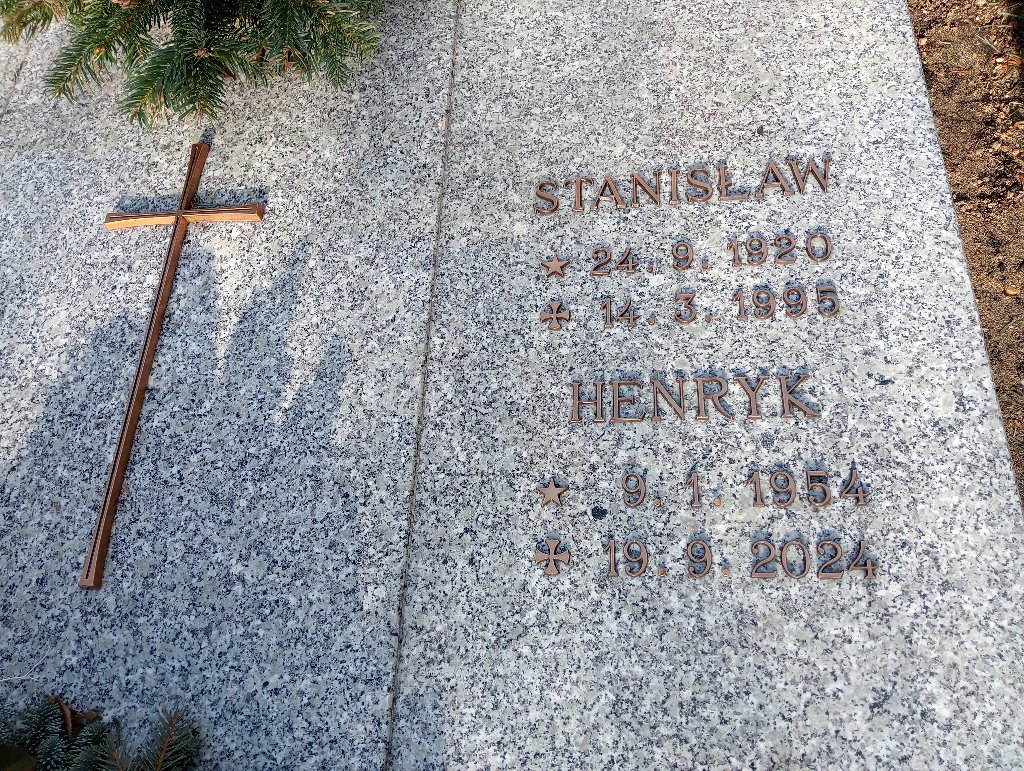 STANISŁAW
★ 24. 9. 1920
✠ 14. 3. 1995
HENRYK
★ 9. 1. 1954
✠ 19. 9. 2024